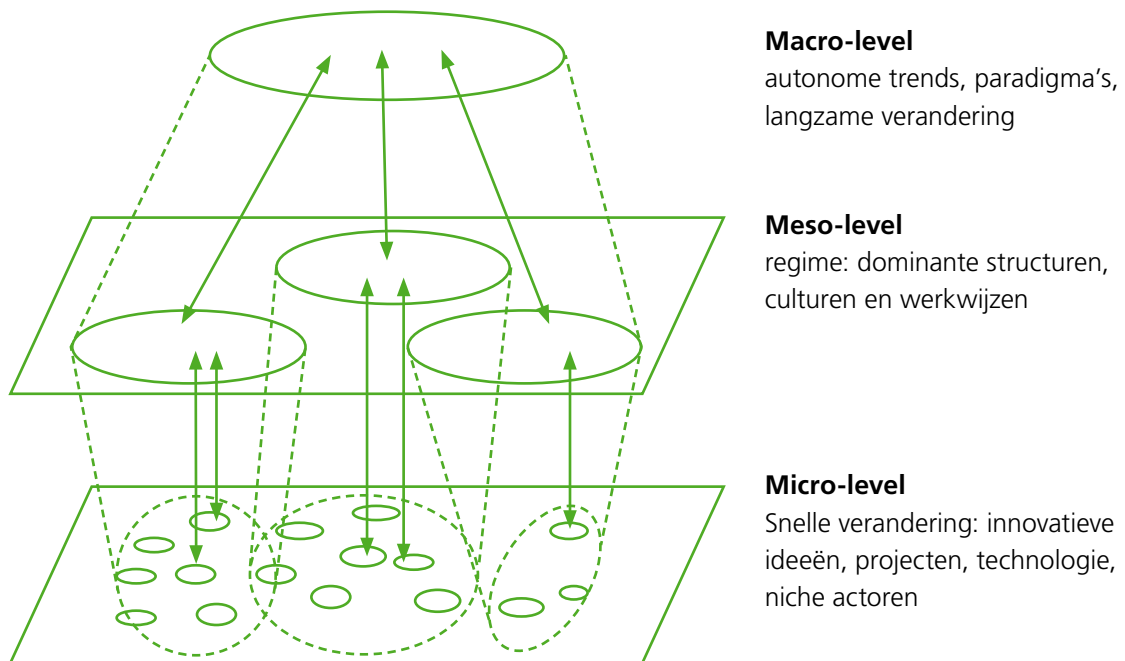 Macro-level
autonome trends, paradigma's,
langzame verandering
Meso-level
regime: dominante structuren,
culturen en werkwijzen
Micro-level
Snelle verandering: innovatieve
ideeën, projecten, technologie,
niche actoren